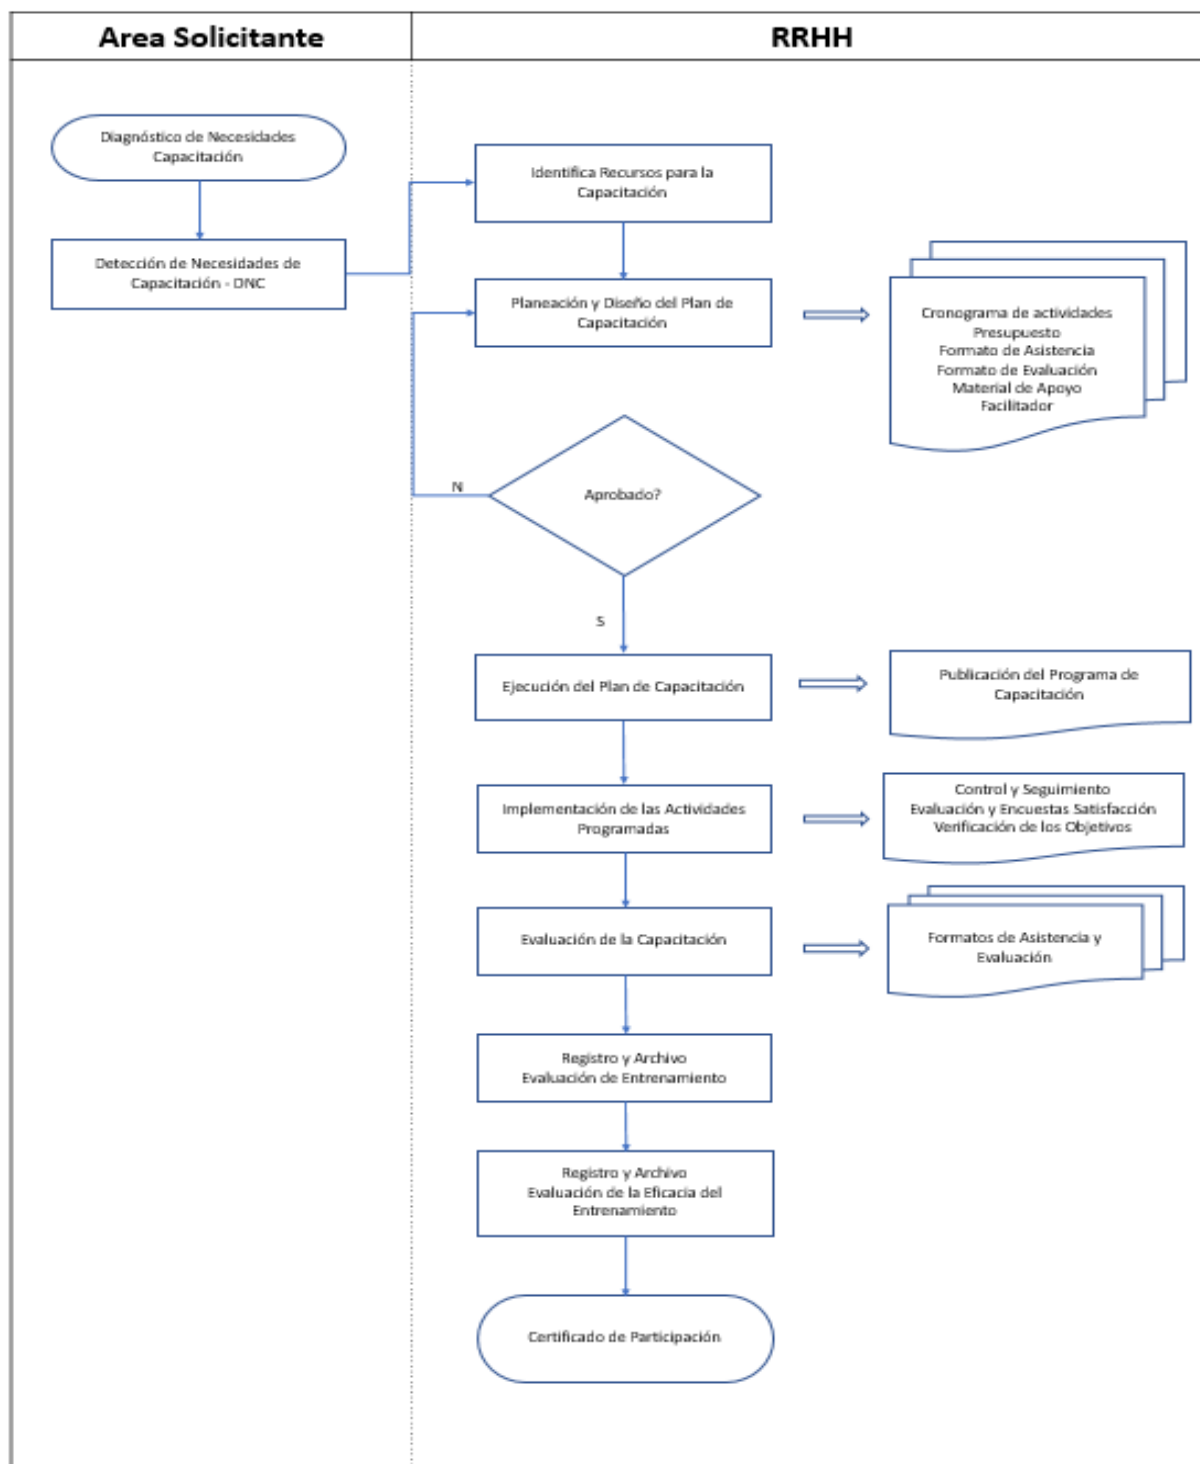 Area Solicitante
RRHH
Diagnóstico de Necesidades
Capacitación
Detección de Necesidades de
Capacitación - DNC
Identifica Recursos para la
Capacitación
Planeación y Diseño del Plan de
Capacitación
Cronograma de actividades
Presupuesto
Formato de Asistencia
Formato de Evaluación
Material de Apoyo
Facilitador
Aprobado?
N
S
Ejecución del Plan de Capacitación
Publicación del Programa de
Capacitación
Implementación de las Actividades
Programadas
Control y Seguimiento
Evaluación y Encuestas Satisfacción
Verificación de los Objetivos
Evaluación de la Capacitación
Formatos de Asistencia y
Evaluación
Registro y Archivo
Evaluación de Entrenamiento
Registro y Archivo
Evaluación de la Eficacia del
Entrenamiento
Certificado de Participación